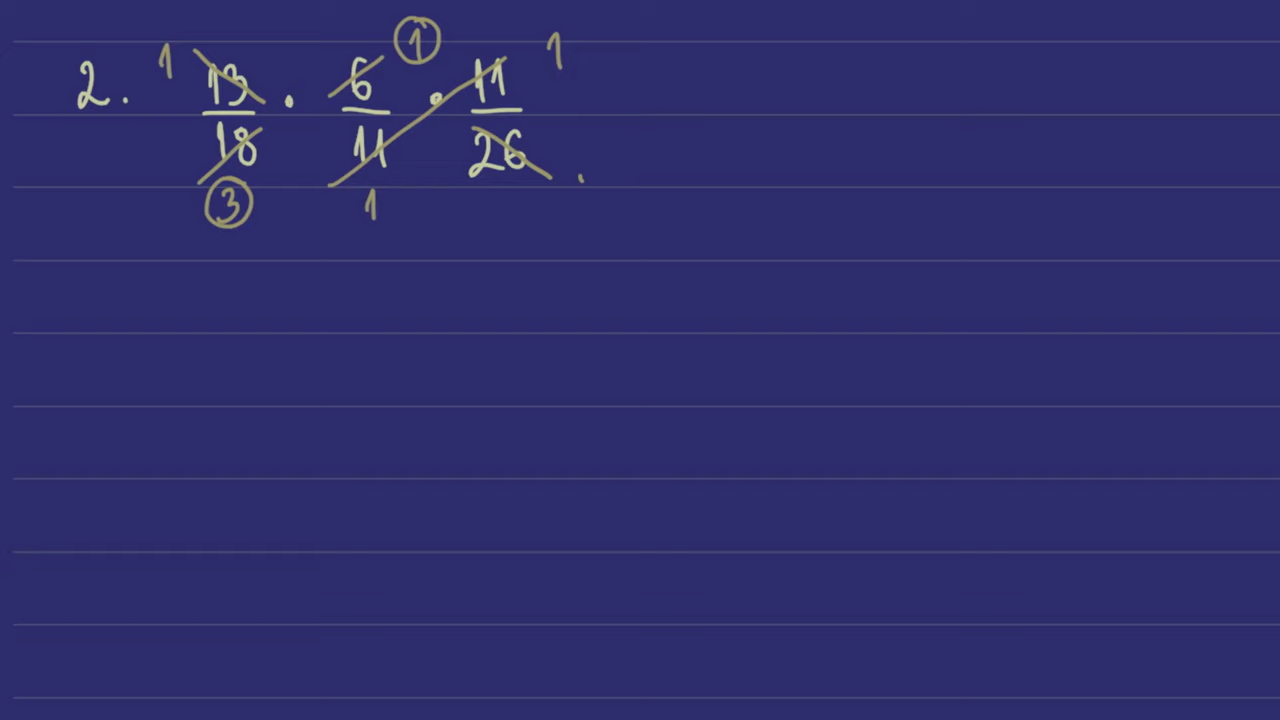 1 ① 1
2. 13/18 · 6/11 · 11/26 .
③ 1